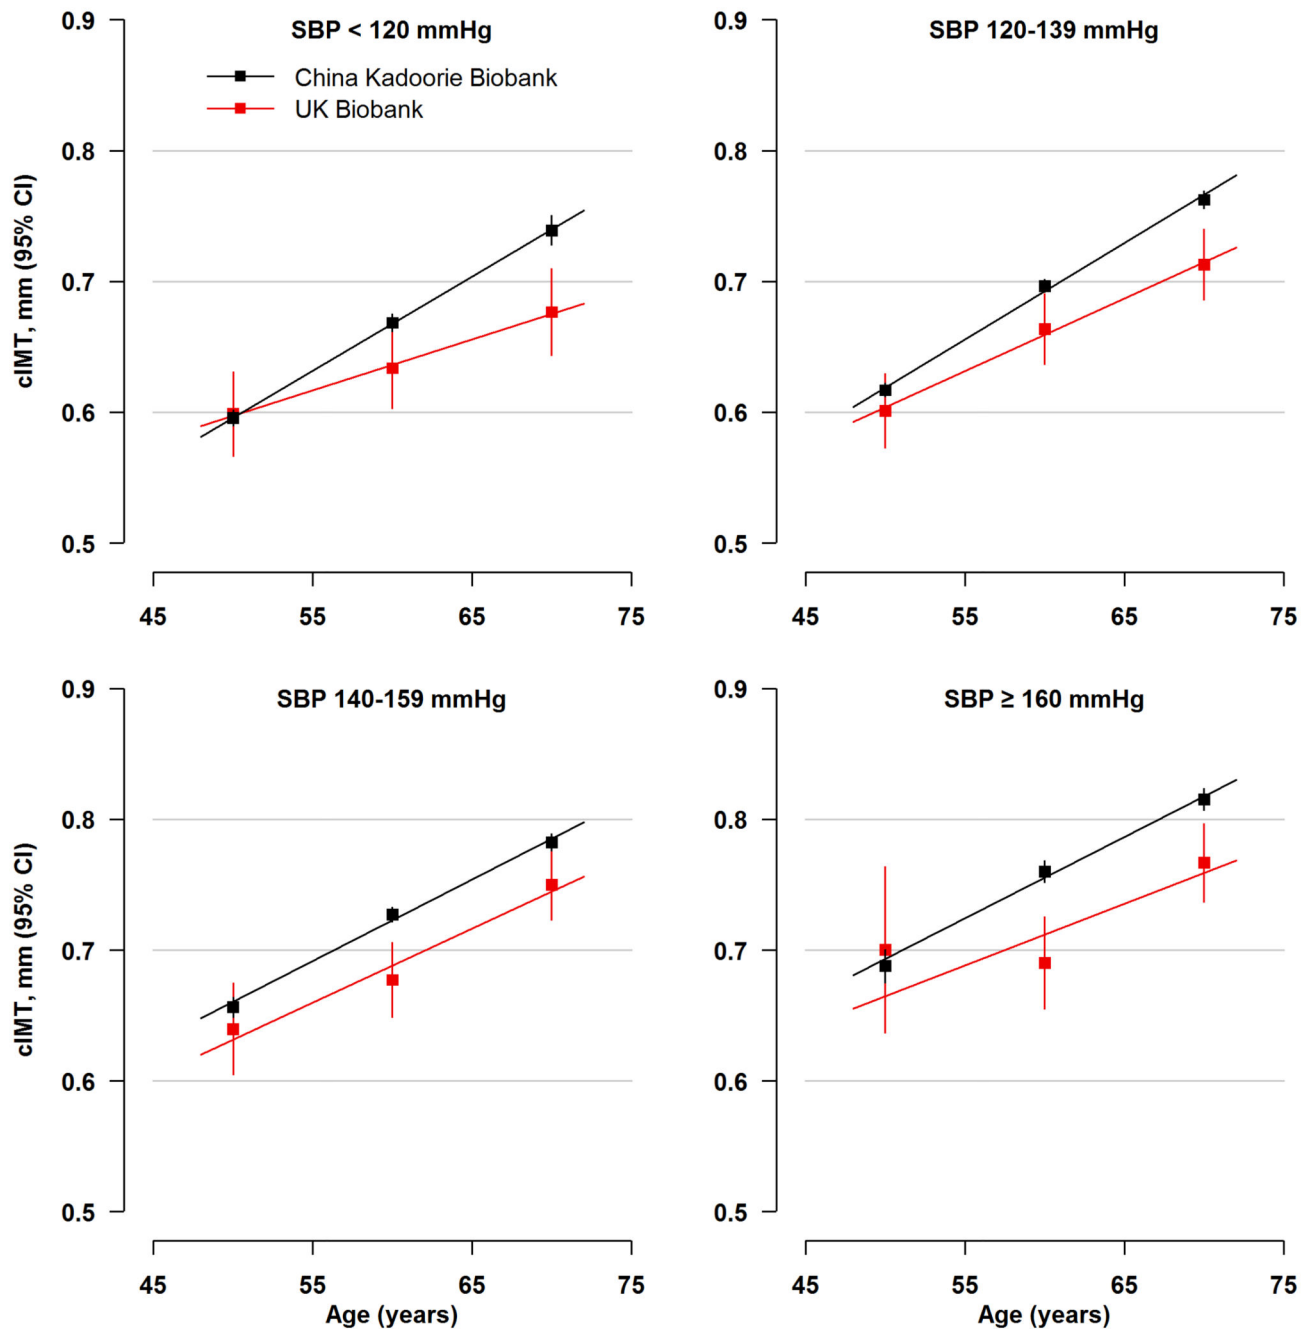 SBP < 120 mmHg
China Kadoorie Biobank
UK Biobank
cIMT, mm (95% CI)
0.9
0.8
0.7
0.6
0.5
45 55 65 75
SBP 120-139 mmHg
0.9
0.8
0.7
0.6
0.5
45 55 65 75
SBP 140-159 mmHg
cIMT, mm (95% CI)
0.9
0.8
0.7
0.6
0.5
45 55 65 75
Age (years)
SBP ≥ 160 mmHg
0.9
0.8
0.7
0.6
0.5
45 55 65 75
Age (years)